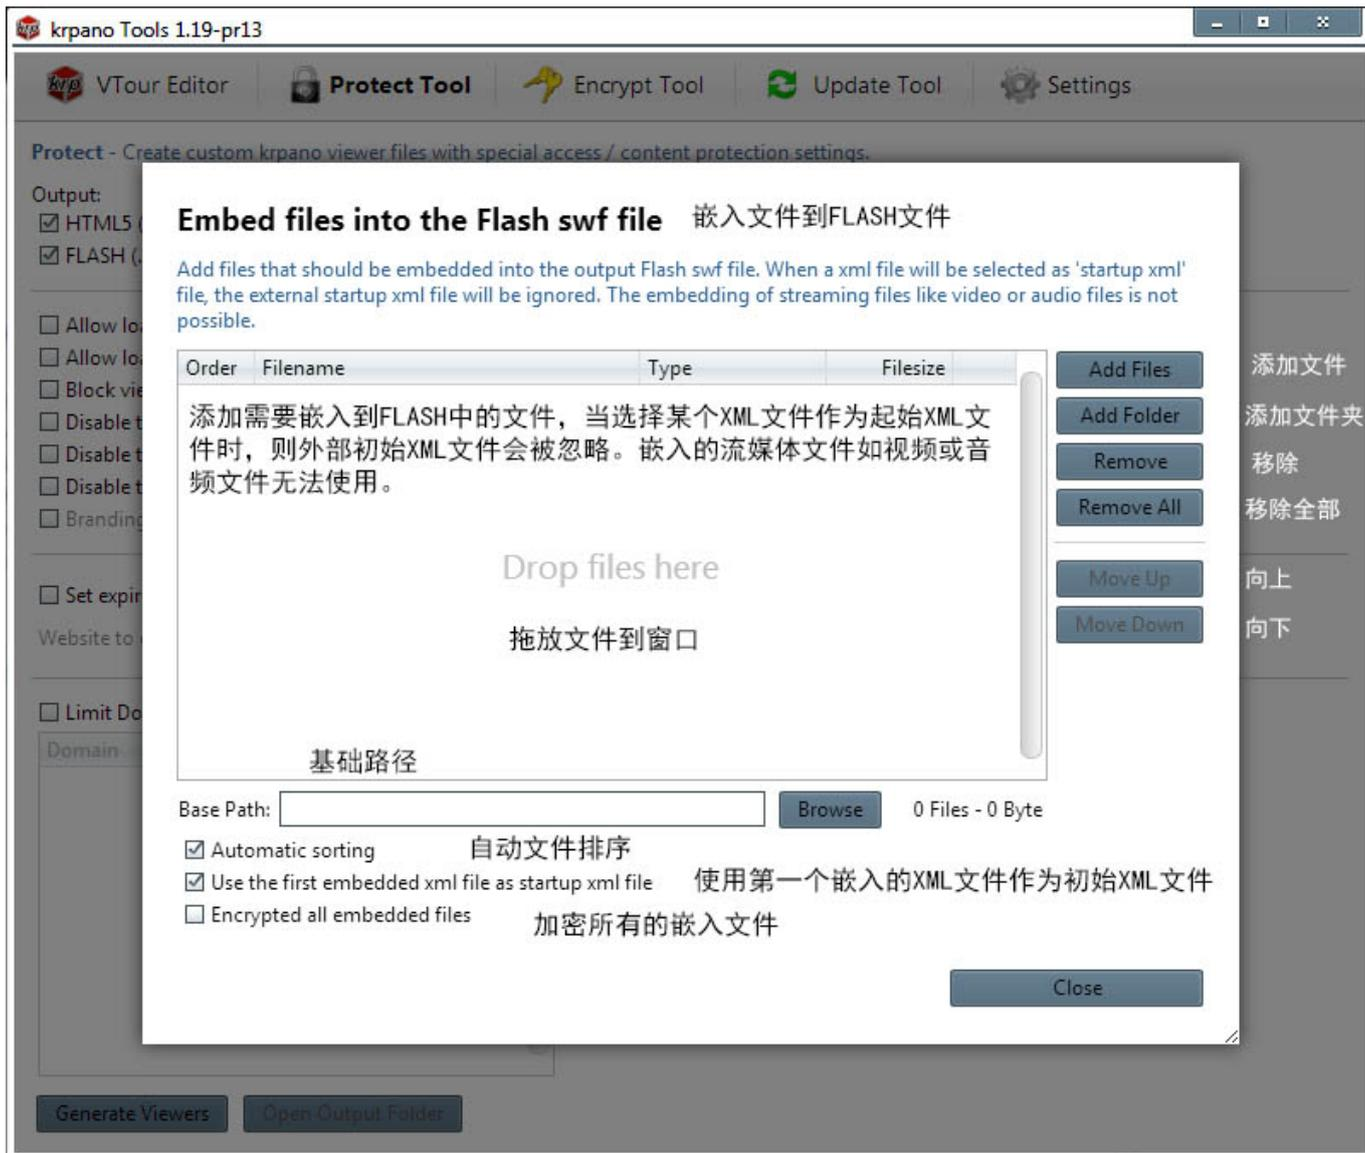 krpano Tools 1.19-pr13
VTour Editor Protect Tool Encrypt Tool Update Tool Settings
Protect - Create custom krpano viewer files with special access / content protection settings.
Output:
HTML5 (
FLASH (.
Embed files into the Flash swf file 嵌入文件到FLASH文件
Add files that should be embedded into the output Flash swf file. When a xml file will be selected as 'startup xml'
file, the external startup xml file will be ignored. The embedding of streaming files like video or audio files is not
possible.
Allow lo
Allow lo
Block vie
Disable t
Disable t
Disable t
Branding
Order Filename Type Filesize
添加需要嵌入到FLASH中的文件，当选择某个XML文件作为起始XML文
件时，则外部初始XML文件会被忽略。嵌入的流媒体文件如视频或音
频文件无法使用。
Drop files here
拖放文件到窗口
Add Files 添加文件
Add Folder 添加文件夹
Remove 移除
Remove All 移除全部
Move Up 向上
Move Down 向下
Set expir
Website to
Limit Do
Domain
基础路径
Base Path: Browse 0 Files - 0 Byte
Automatic sorting 自动文件排序
Use the first embedded xml file as startup xml file 使用第一个嵌入的XML文件作为初始XML文件
Encrypted all embedded files 加密所有的嵌入文件
Close
Generate Viewers Open Output Folder